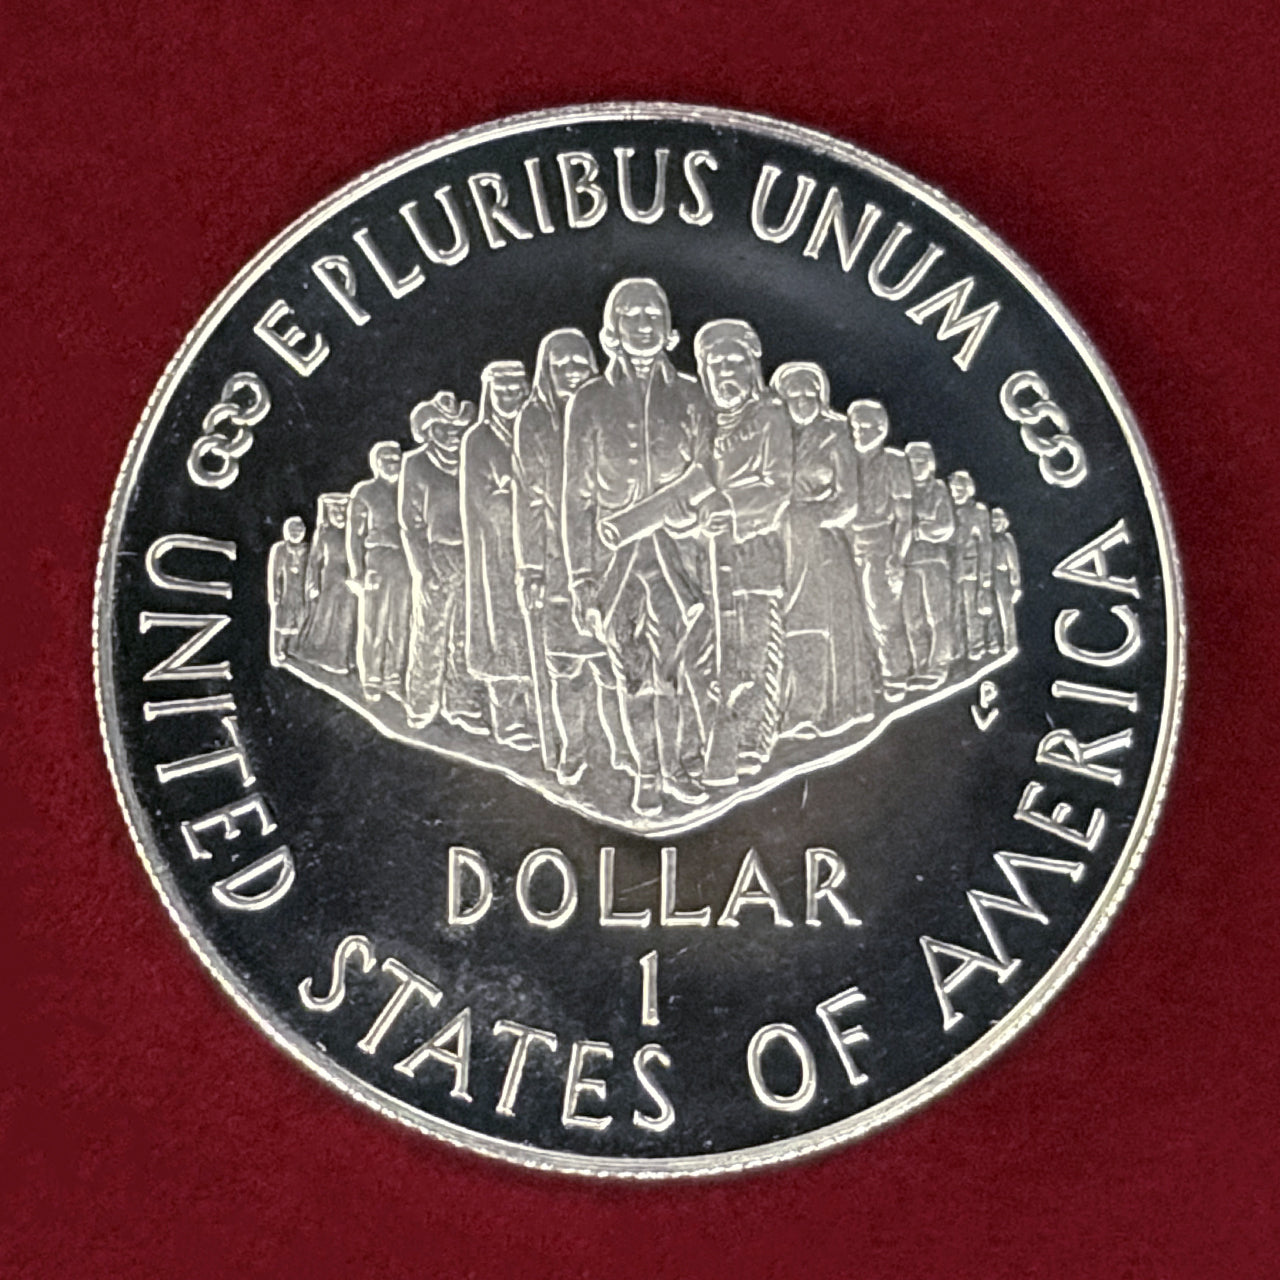 E PLURIBUS UNUM
DOLLAR
1
UNITED STATES OF AMERICA